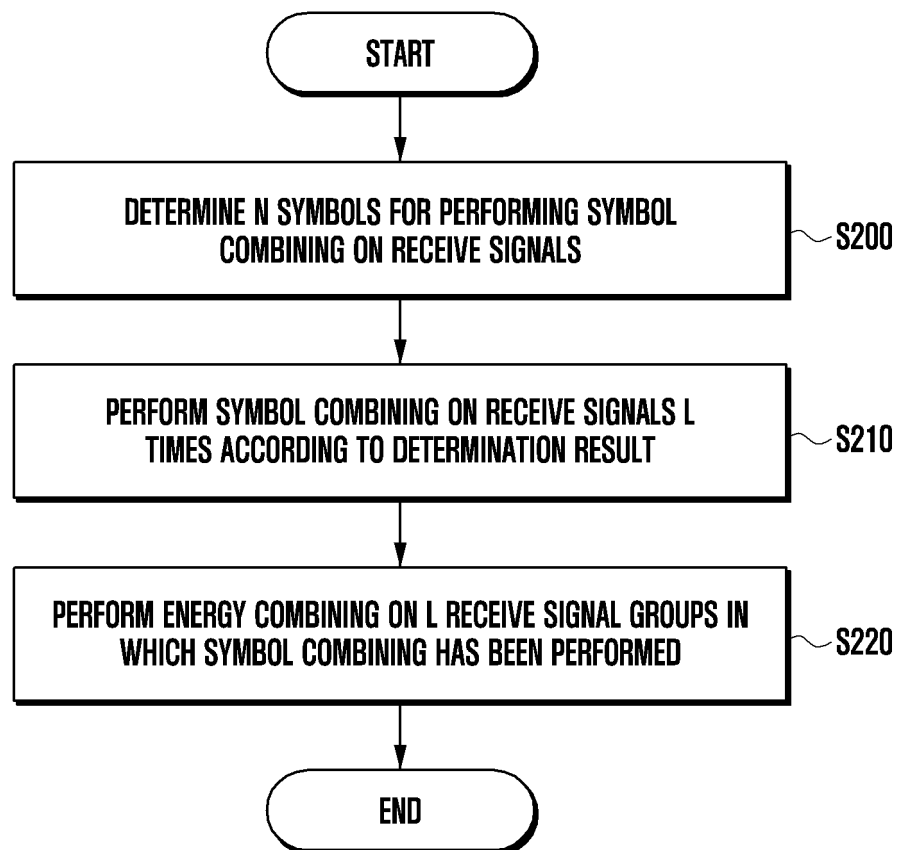 START
DETERMINE N SYMBOLS FOR PERFORMING SYMBOL
COMBINING ON RECEIVE SIGNALS
S200
PERFORM SYMBOL COMBINING ON RECEIVE SIGNALS L
TIMES ACCORDING TO DETERMINATION RESULT
S210
PERFORM ENERGY COMBINING ON L RECEIVE SIGNAL GROUPS IN
WHICH SYMBOL COMBINING HAS BEEN PERFORMED
S220
END